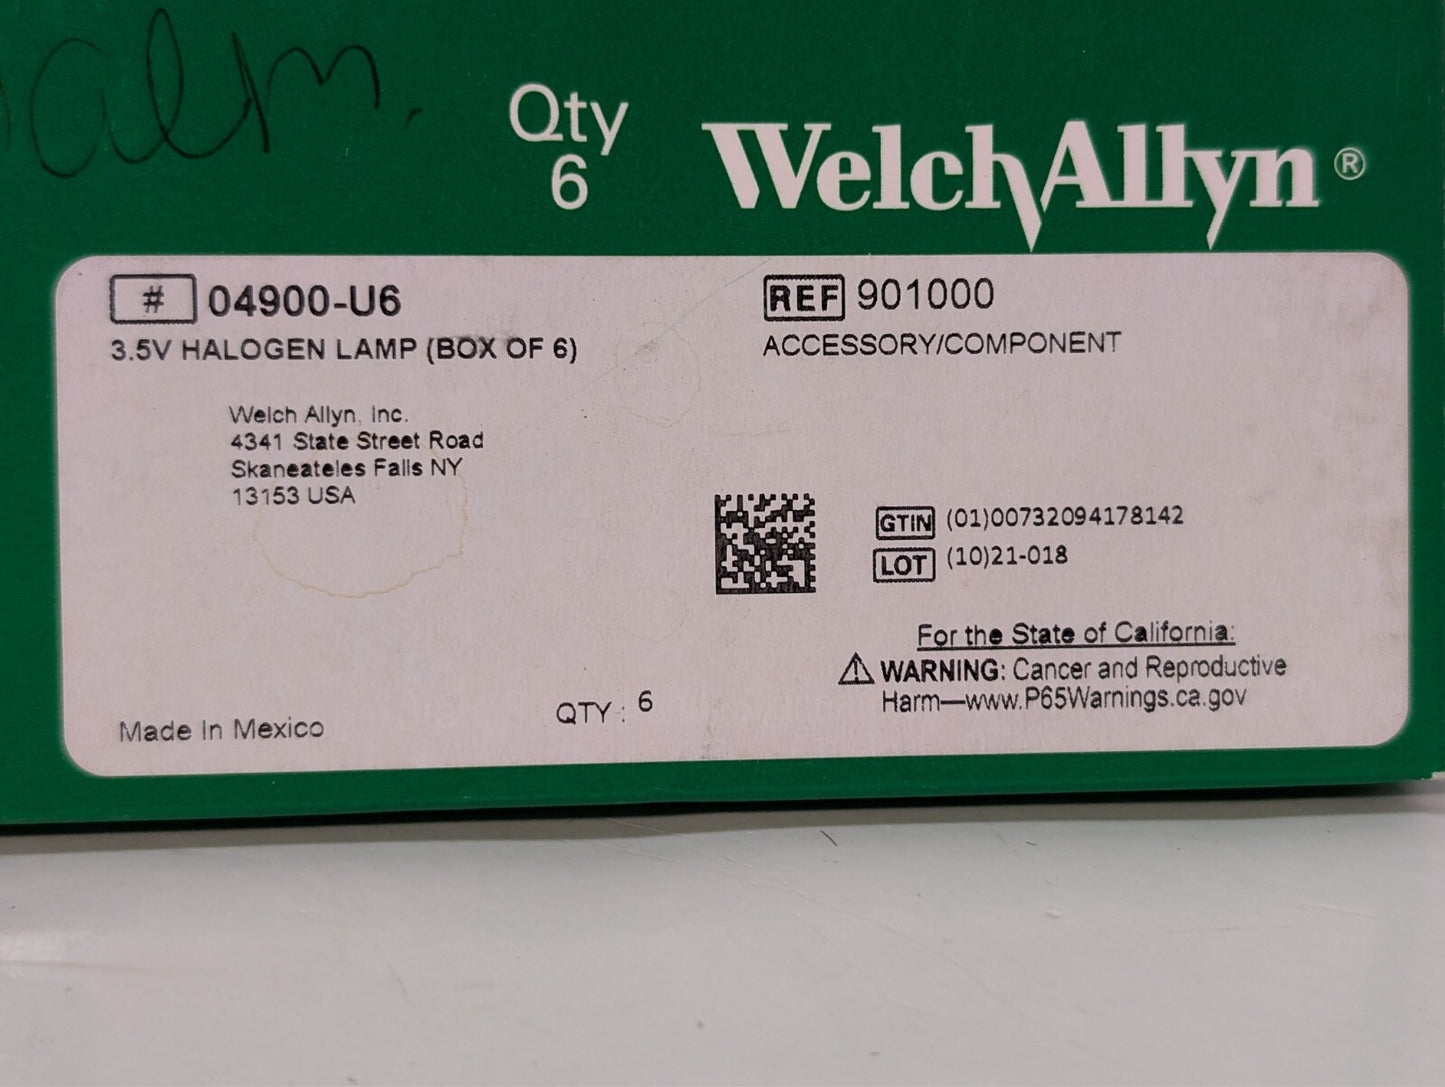 alm.
Qty
6
WelchAllyn®
# 04900-U6
3.5V HALOGEN LAMP (BOX OF 6)
REF 901000
ACCESSORY/COMPONENT
Welch Allyn, Inc.
4341 State Street Road
Skaneateles Falls NY
13153 USA
GTIN (01)00732094178142
LOT (10)21-018
For the State of California:
⚠ WARNING: Cancer and Reproductive
Harm—www.P65Warnings.ca.gov
QTY : 6
Made In Mexico